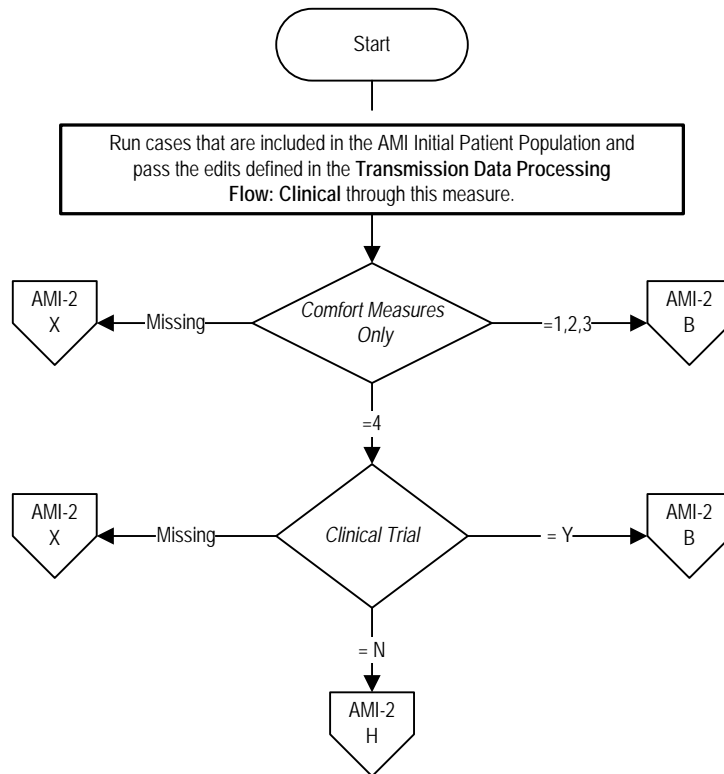 Start
Run cases that are included in the AMI Initial Patient Population and
pass the edits defined in the Transmission Data Processing
Flow: Clinical through this measure.
AMI-2
X
Missing
Comfort Measures
Only
=1,2,3
AMI-2
B
=4
AMI-2
X
Missing
Clinical Trial
= Y
AMI-2
B
= N
AMI-2
H